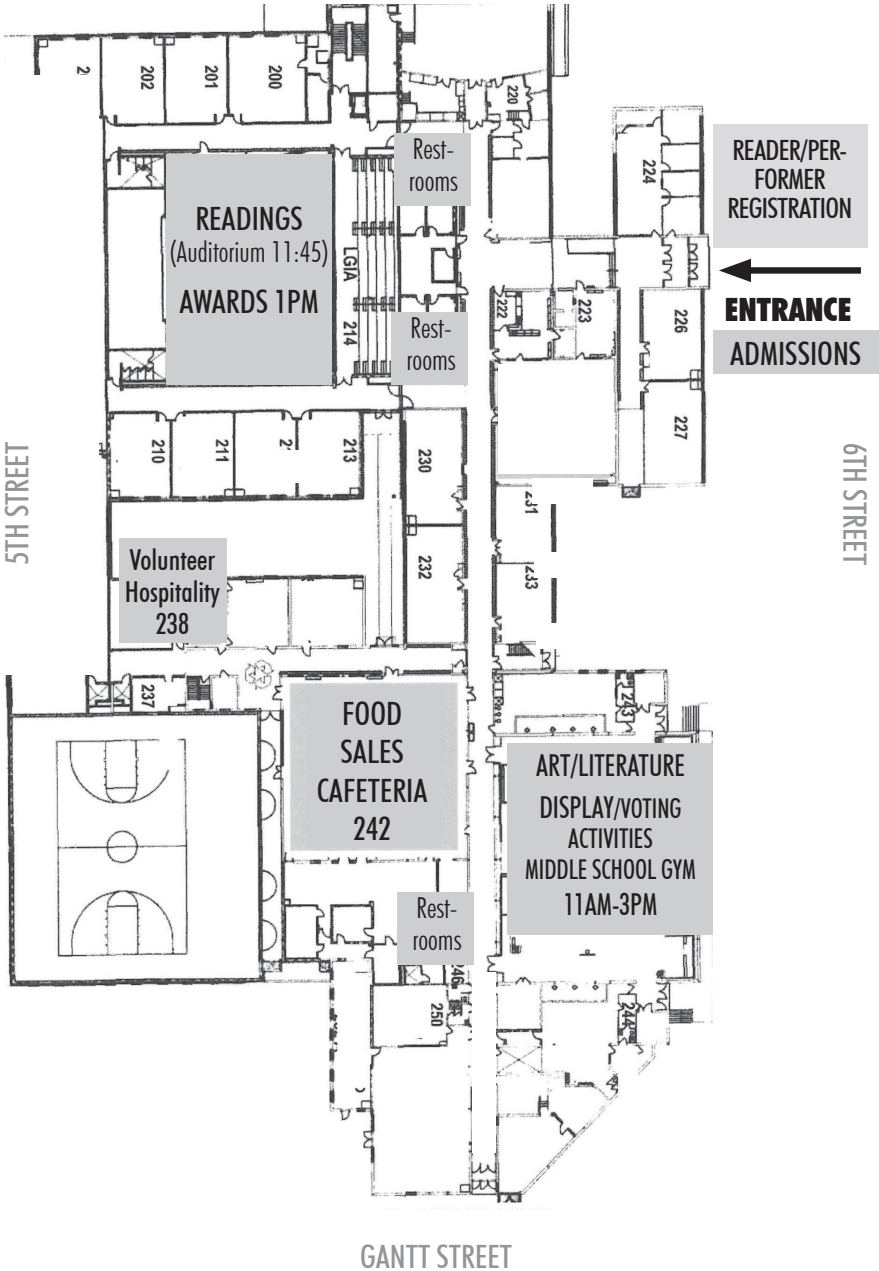 202
201
200
220
224
READER/PER-
FORMER
REGISTRATION
Rest-
rooms
READINGS
(Auditorium 11:45)
AWARDS 1PM
LGIA
214
222
223
226
ENTRANCE
ADMISSIONS
Rest-
rooms
227
210
211
213
230
5TH STREET
6TH STREET
232
Volunteer
Hospitality
238
237
243
FOOD
SALES
CAFETERIA
242
ART/LITERATURE
DISPLAY/VOTING
ACTIVITIES
MIDDLE SCHOOL GYM
11AM-3PM
Rest-
rooms
246
250
244
GANTT STREET